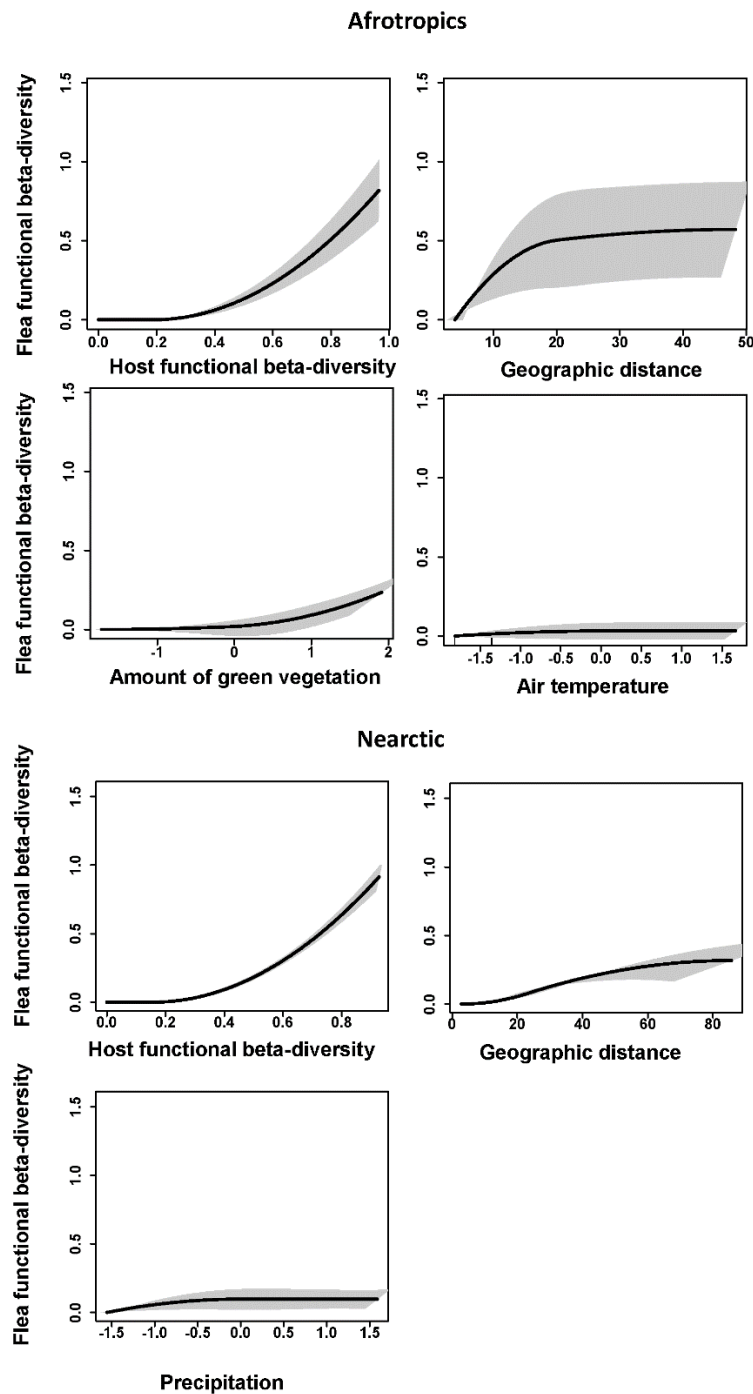 Afrotropics
Flea functional beta-diversity
0.0 0.5 1.0 1.5
0.0 0.2 0.4 0.6 0.8 1.0
Host functional beta-diversity
0.0 0.5 1.0 1.5
10 20 30 40 50
Geographic distance
Flea functional beta-diversity
0.0 0.5 1.0 1.5
-1 0 1 2
Amount of green vegetation
0.0 0.5 1.0 1.5
-1.5 -1.0 -0.5 0.0 0.5 1.0 1.5
Air temperature
Nearctic
Flea functional beta-diversity
0.0 0.5 1.0 1.5
0.0 0.2 0.4 0.6 0.8
Host functional beta-diversity
0.0 0.5 1.0 1.5
0 20 40 60 80
Geographic distance
Flea functional beta-diversity
0.0 0.5 1.0 1.5
-1.5 -1.0 -0.5 0.0 0.5 1.0 1.5
Precipitation